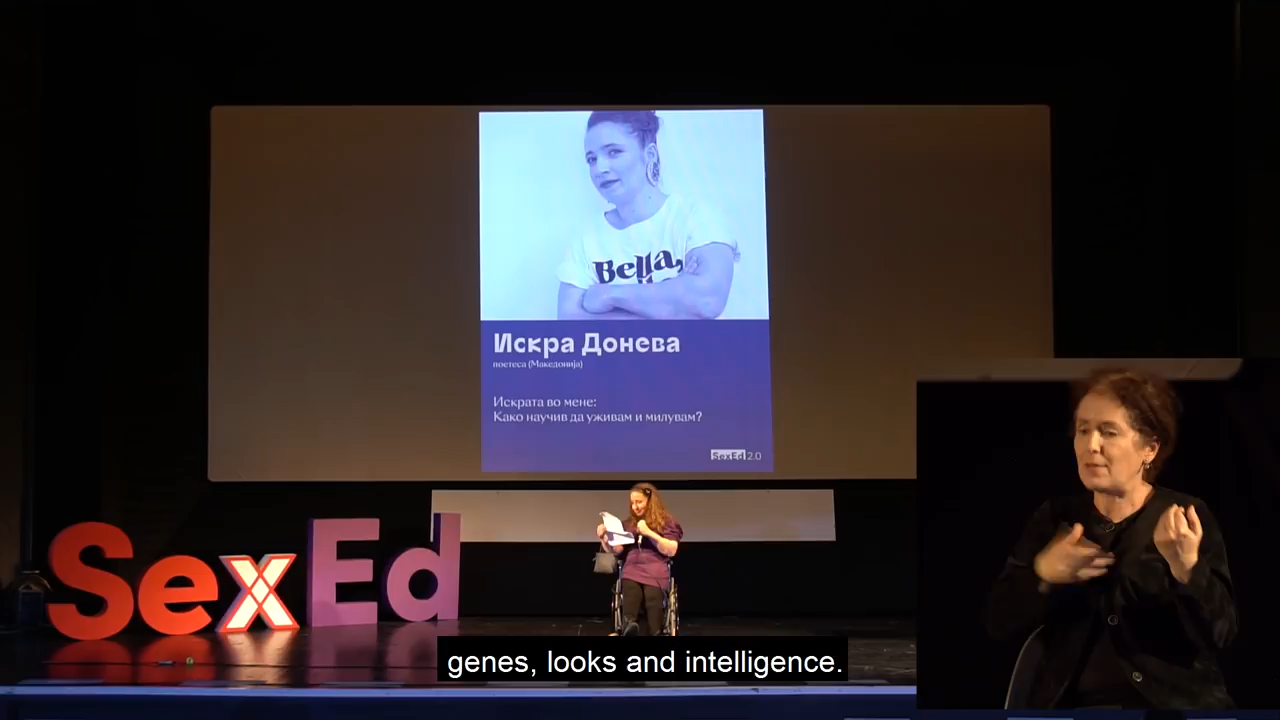 Bella,
Искра Донева
поетеса (Македонија)
Искрата во мене:
Како научив да уживам и милувам?
SexEd 2.0
SexEd
genes, looks and intelligence.